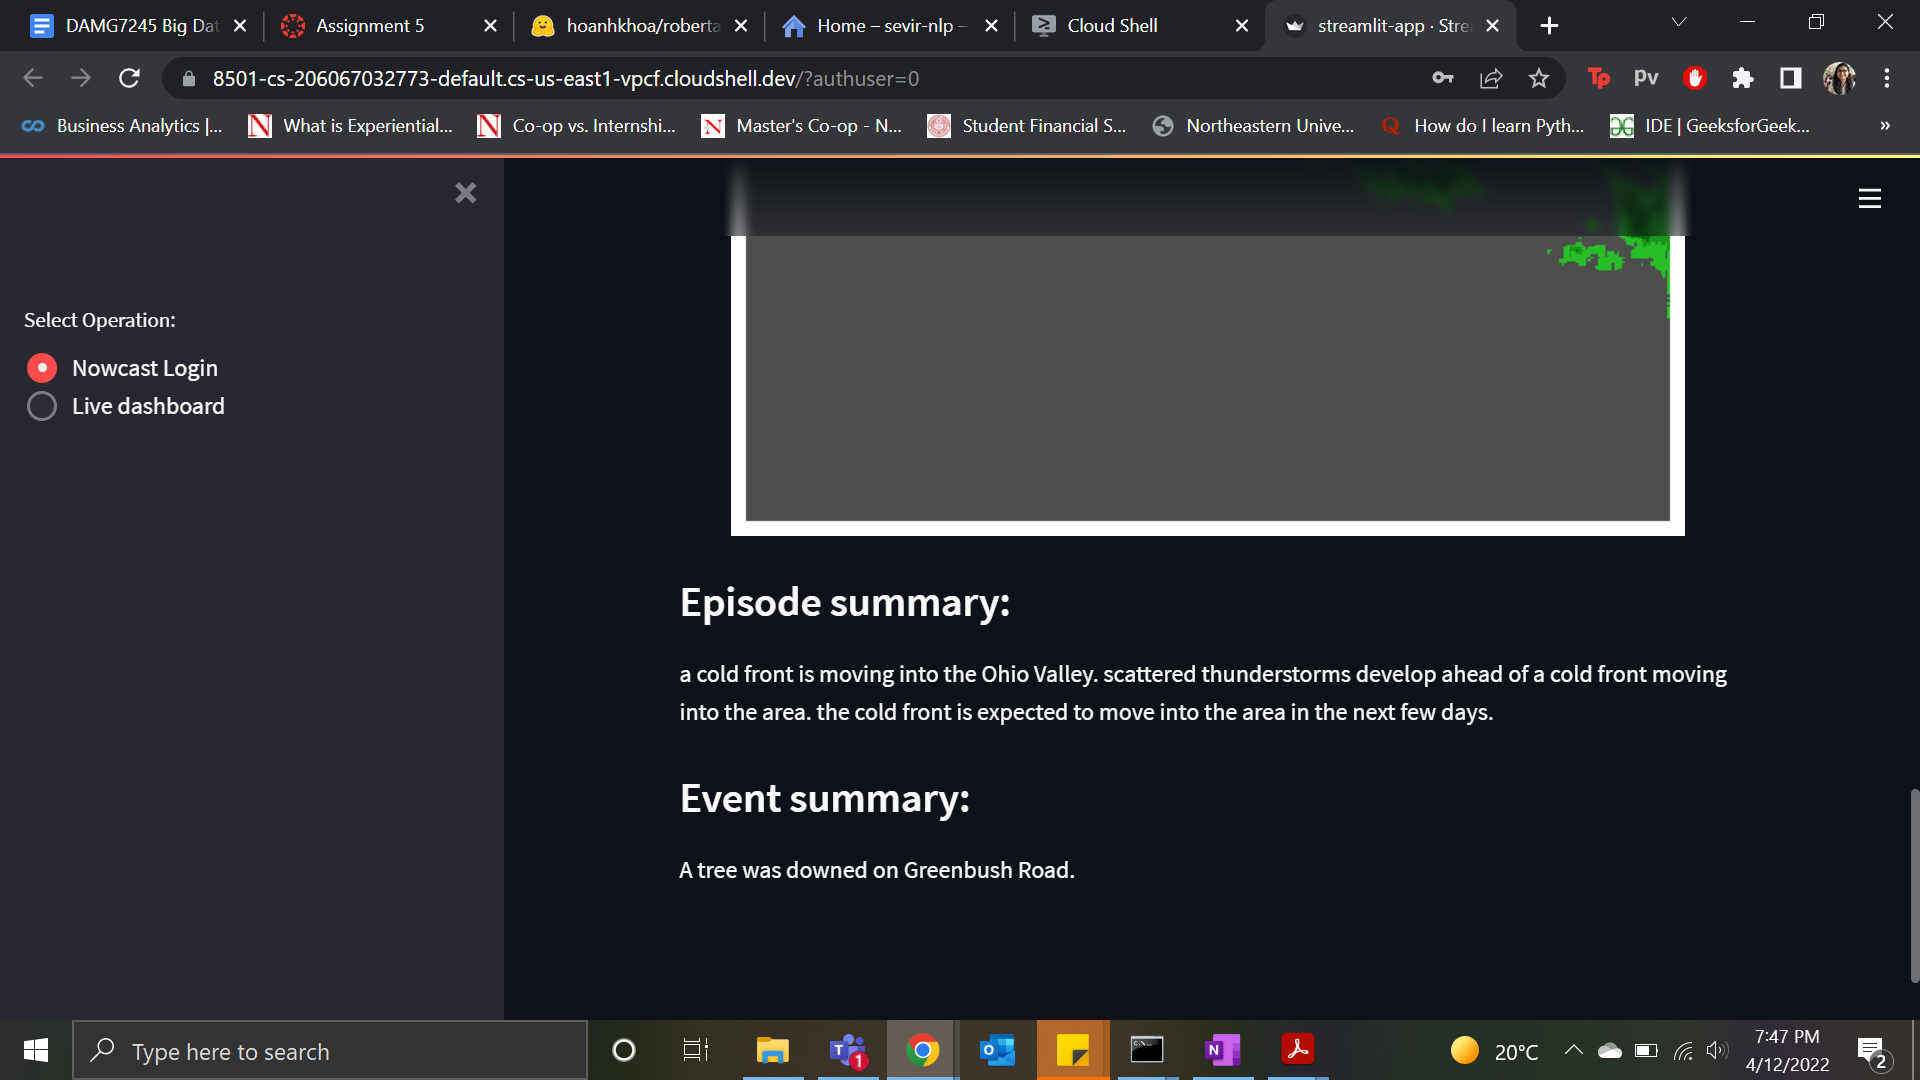 DAMG7245 Big Dat
Assignment 5
hoanhkhoa/roberta
Home – sevir-nlp –
Cloud Shell
streamlit-app · Stre
8501-cs-206067032773-default.cs-us-east1-vpcf.cloudshell.dev/?authuser=0
Tp
pv
Business Analytics |...
What is Experiential...
Co-op vs. Internshi...
Master's Co-op - N...
Student Financial S...
Northeastern Unive...
How do I learn Pyth...
IDE | GeeksforGeek...
»
Select Operation:
Nowcast Login
Live dashboard
Episode summary:
a cold front is moving into the Ohio Valley. scattered thunderstorms develop ahead of a cold front moving
into the area. the cold front is expected to move into the area in the next few days.
Event summary:
A tree was downed on Greenbush Road.
Type here to search
1
20°C
7:47 PM
4/12/2022
2